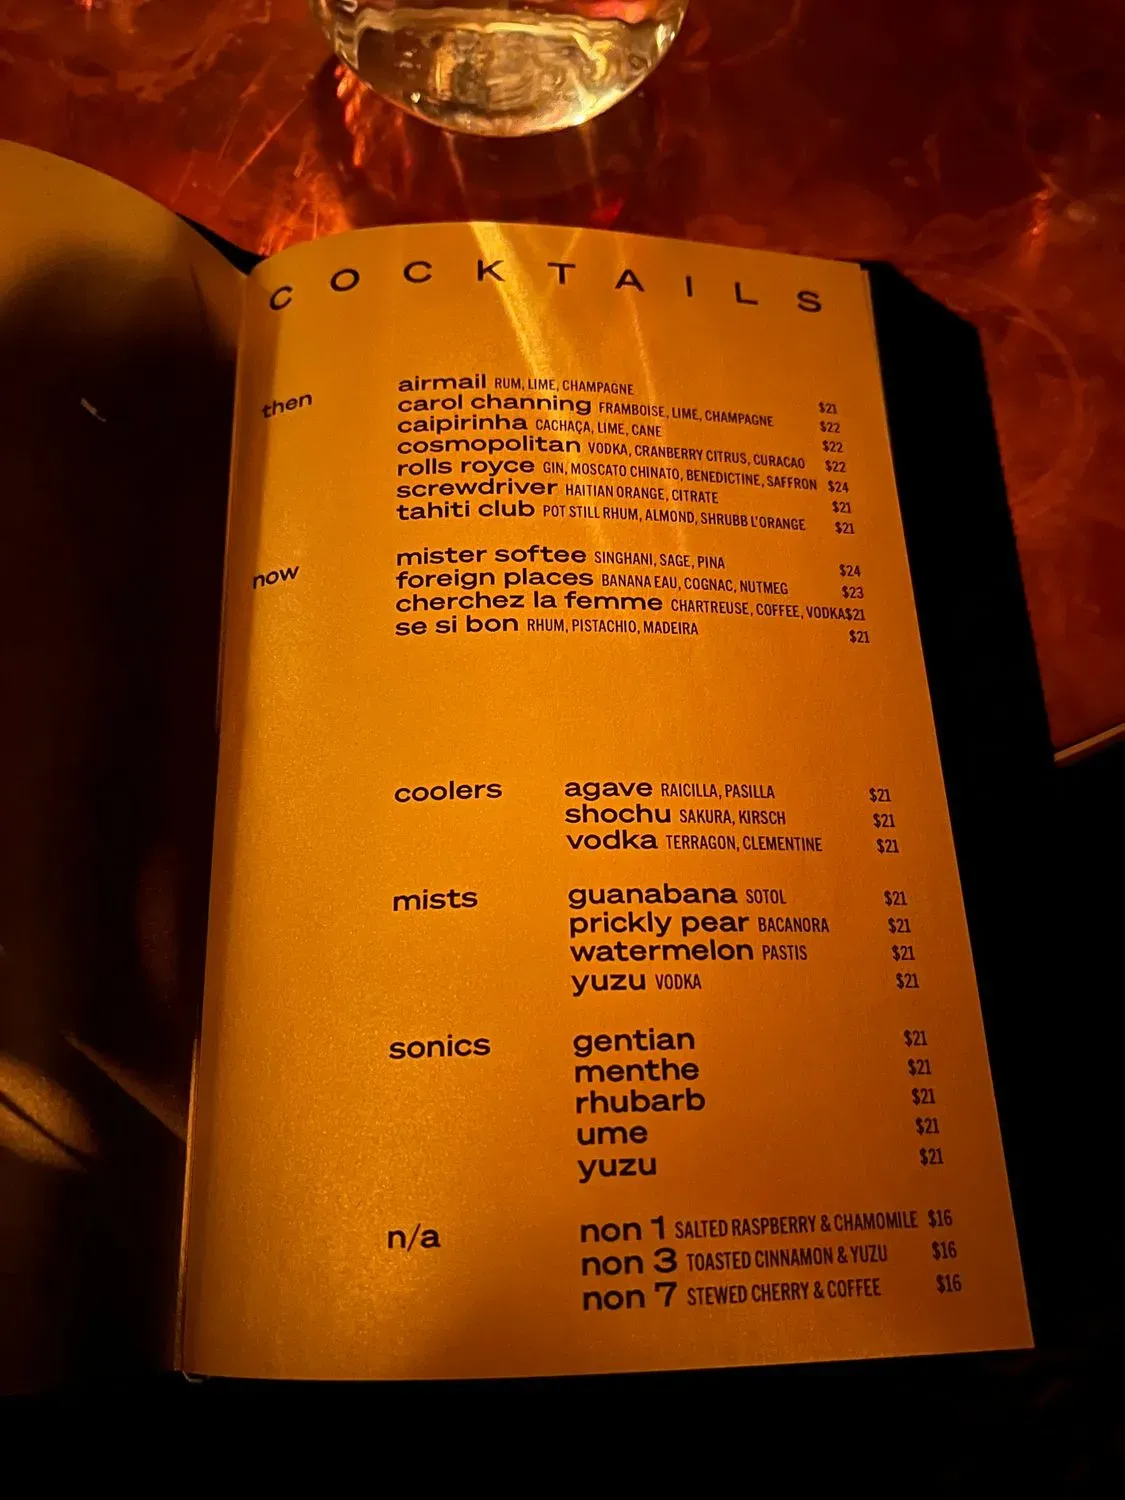 COCKTAILS
then
airmail RUM, LIME, CHAMPAGNE $21
carol channing FRAMBOISE, LIME, CHAMPAGNE $22
caipirinha CACHAÇA, LIME, CANE $22
cosmopolitan VODKA, CRANBERRY CITRUS, CURACAO $22
rolls royce GIN, MOSCATO CHINATO, BENEDICTINE, SAFFRON $24
screwdriver HAITIAN ORANGE, CITRATE $21
tahiti club POT STILL RHUM, ALMOND, SHRUBB L'ORANGE $21
now
mister softee SINGHANI, SAGE, PINA $24
foreign places BANANA EAU, COGNAC, NUTMEG $23
cherchez la femme CHARTREUSE, COFFEE, VODKA $21
se si bon RHUM, PISTACHIO, MADEIRA $21
coolers
agave RAICILLA, PASILLA $21
shochu SAKURA, KIRSCH $21
vodka TERRAGON, CLEMENTINE $21
mists
guanabana SOTOL $21
prickly pear BACANORA $21
watermelon PASTIS $21
yuzu VODKA $21
sonics
gentian $21
menthe $21
rhubarb $21
ume $21
yuzu $21
n/a
non 1 SALTED RASPBERRY & CHAMOMILE $16
non 3 TOASTED CINNAMON & YUZU $16
non 7 STEWED CHERRY & COFFEE $16